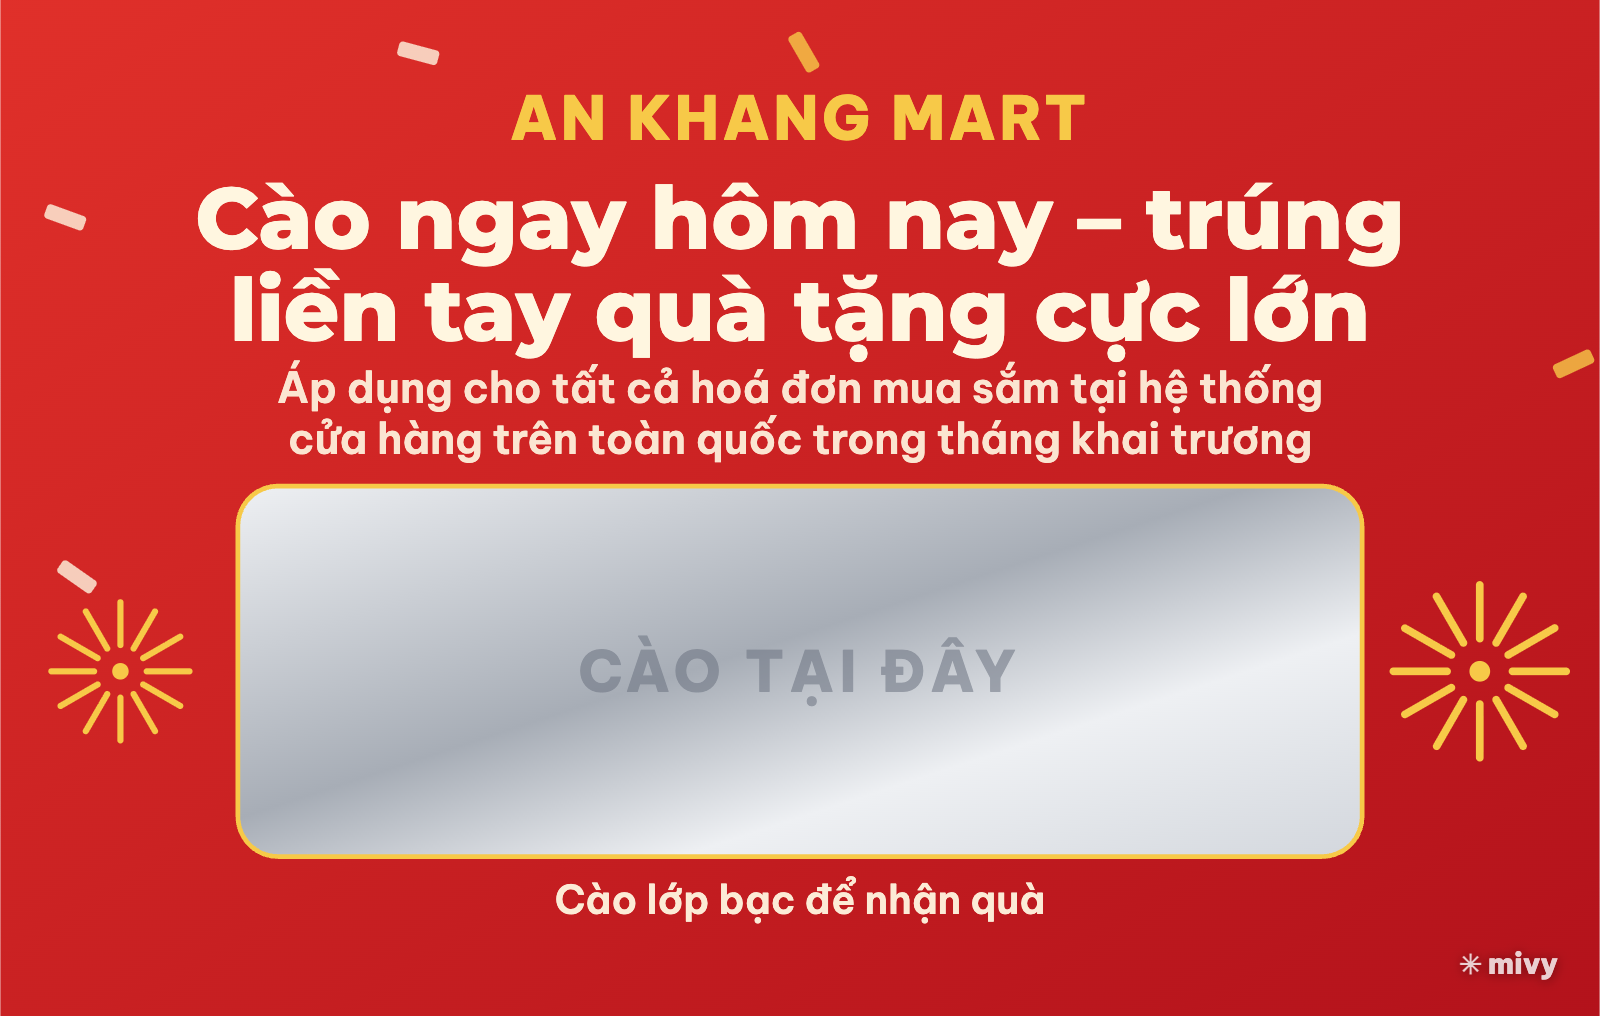 AN KHANG MART
Cào ngay hôm nay – trúng
liền tay quà tặng cực lớn
Áp dụng cho tất cả hoá đơn mua sắm tại hệ thống
cửa hàng trên toàn quốc trong tháng khai trương
CÀO TẠI ĐÂY
Cào lớp bạc để nhận quà
mivy